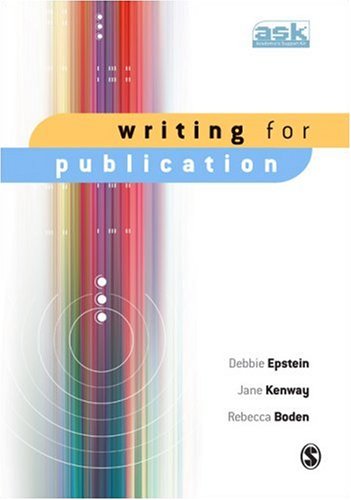 ask
Academic's Support Kit
writing for
publication
Debbie Epstein
Jane Kenway
Rebecca Boden
S